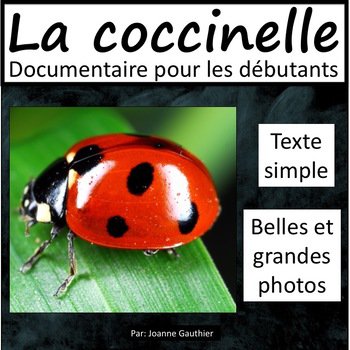 La coccinelle
Documentaire pour les débutants
Texte
simple
Belles et
grandes
photos
Par: Joanne Gauthier